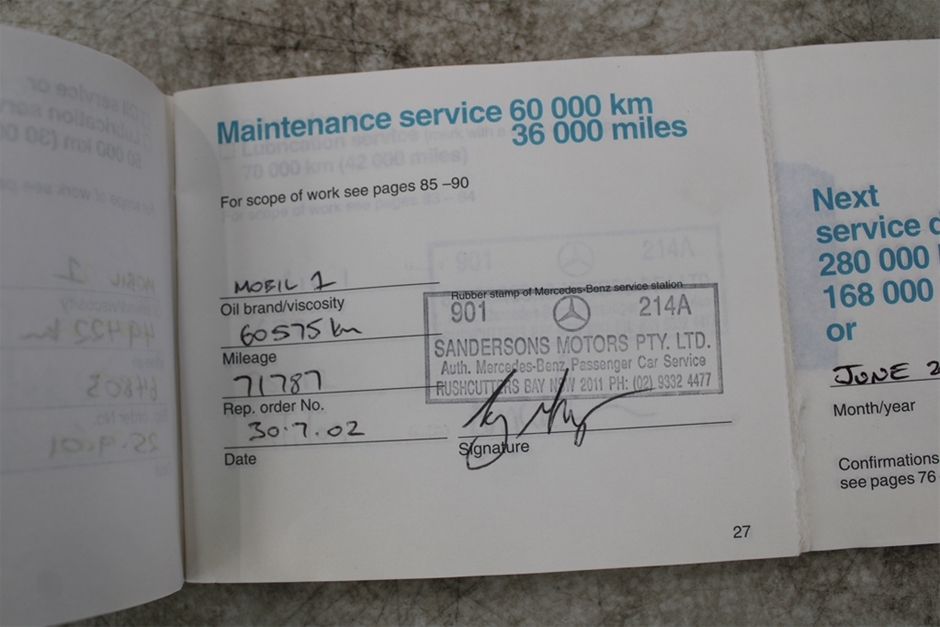 Maintenance service 60 000 km
36 000 miles
For scope of work see pages 85 –90
MOBIL 1
Oil brand/viscosity
60575 km
Mileage
71787
Rep. order No.
30.7.02
Date
Rubber stamp of Mercedes-Benz service station
901 214A
SANDERSONS MOTORS PTY. LTD.
Auth. Mercedes-Benz Passenger Car Service
RUSHCUTTERS BAY NSW 2011 PH: (02) 9332 4477
Signature
27
Next
service
280 000
168 000
or
JUNE
Month/year
Confirmations
see pages 76